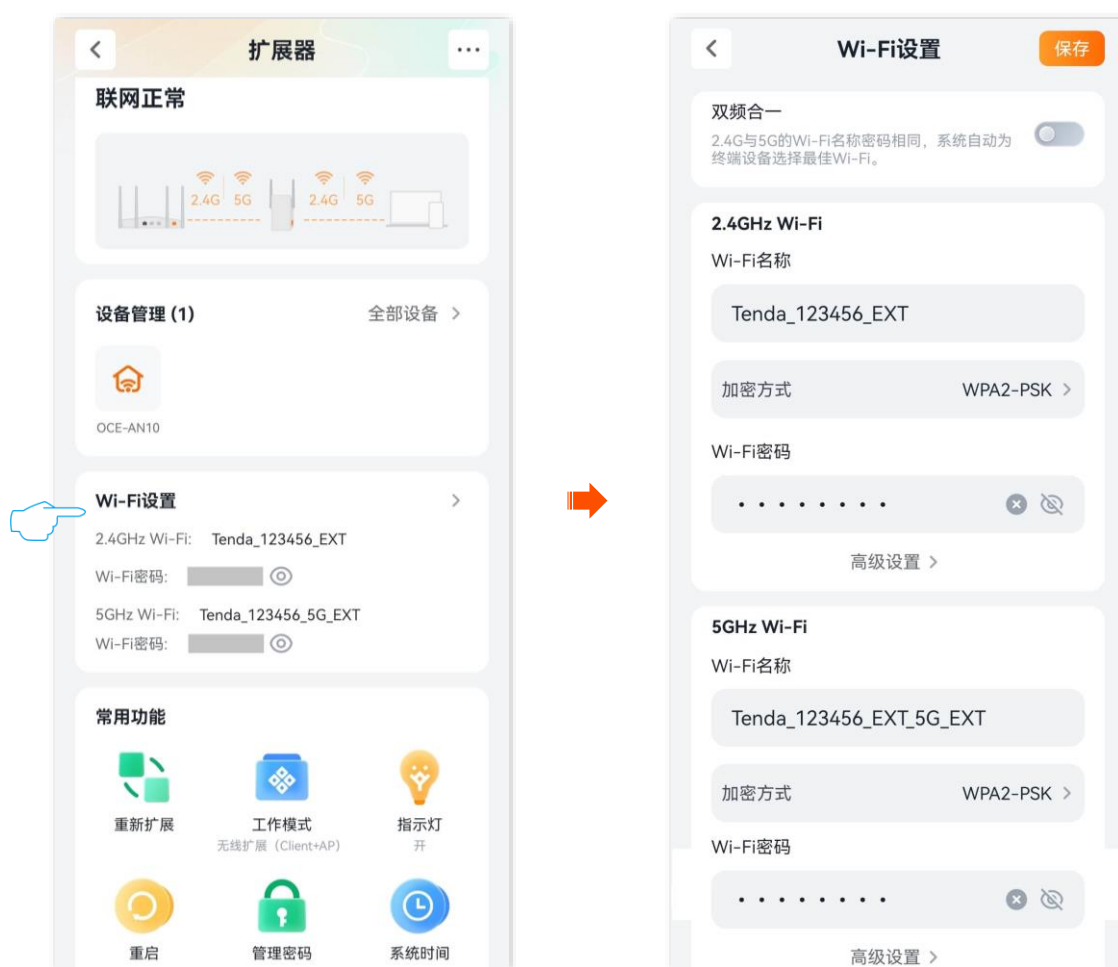 扩展器
联网正常
2.4G 5G 2.4G 5G
设备管理 (1) 全部设备
OCE-AN10
Wi-Fi设置
2.4GHz Wi-Fi: Tenda_123456_EXT
Wi-Fi密码:
5GHz Wi-Fi: Tenda_123456_5G_EXT
Wi-Fi密码:
常用功能
重新扩展 工作模式 指示灯
无线扩展（Client+AP） 开
重启 管理密码 系统时间
Wi-Fi设置 保存
双频合一
2.4G与5G的Wi-Fi名称密码相同，系统自动为
终端设备选择最佳Wi-Fi。
2.4GHz Wi-Fi
Wi-Fi名称
Tenda_123456_EXT
加密方式 WPA2-PSK
Wi-Fi密码
高级设置
5GHz Wi-Fi
Wi-Fi名称
Tenda_123456_EXT_5G_EXT
加密方式 WPA2-PSK
Wi-Fi密码
高级设置